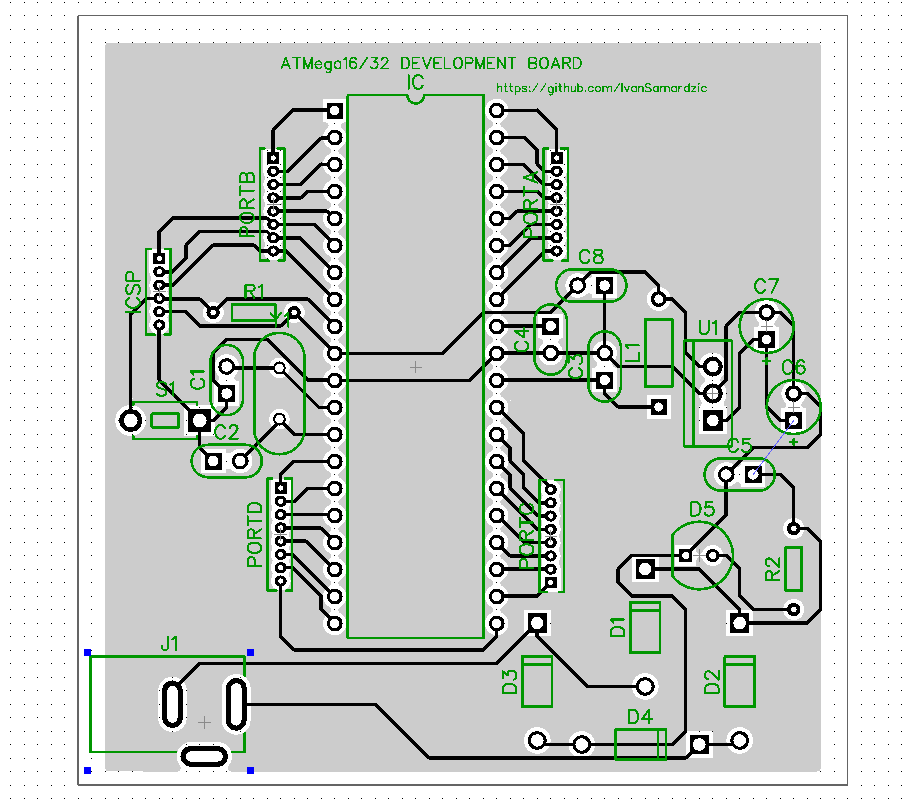 ATMega16/32 DEVELOPMENT BOARD
IC
https://github.com/IvanSamardzic
PORTB
PORTA
C8
ICSP
R1
Y1
C4
C7
L1
U1
C3
C6
C1
S1
C2
+
C5
D5
PORTD
PORTC
R2
D1
J1
D3
D2
D4